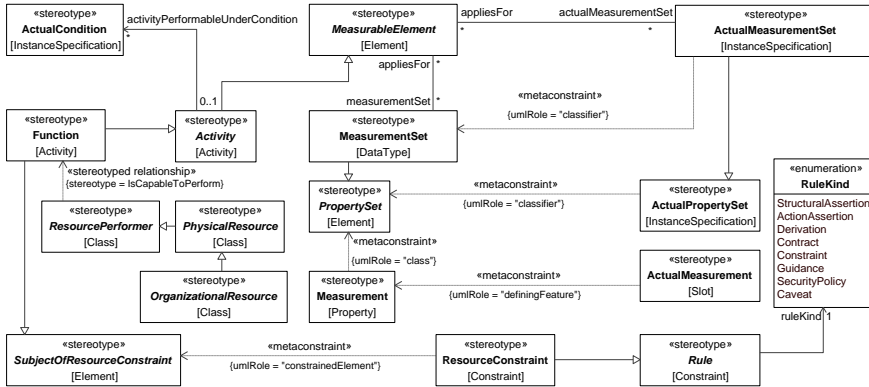 «stereotype»
ActualCondition
[InstanceSpecification]
activityPerformableUnderCondition
*
«stereotype»
MeasurableElement
[Element]
appliesFor
*
actualMeasurementSet
*
«stereotype»
ActualMeasurementSet
[InstanceSpecification]
appliesFor
*
0..1
measurementSet
*
«stereotype»
Function
[Activity]
«stereotype»
Activity
[Activity]
«stereotype»
MeasurementSet
[DataType]
«metaconstraint»
{umlRole = "classifier"}
«stereotyped relationship»
{stereotype = IsCapableToPerform}
«stereotype»
PropertySet
[Element]
«metaconstraint»
{umlRole = "classifier"}
«stereotype»
ActualPropertySet
[InstanceSpecification]
«enumeration»
RuleKind
StructuralAssertion
ActionAssertion
Derivation
Contract
Constraint
Guidance
SecurityPolicy
Caveat
«stereotype»
ResourcePerformer
[Class]
«stereotype»
PhysicalResource
[Class]
«metaconstraint»
{umlRole = "class"}
«stereotype»
OrganizationalResource
[Class]
«stereotype»
Measurement
[Property]
«metaconstraint»
{umlRole = "definingFeature"}
«stereotype»
ActualMeasurement
[Slot]
ruleKind
1
«stereotype»
SubjectOfResourceConstraint
[Element]
«metaconstraint»
{umlRole = "constrainedElement"}
«stereotype»
ResourceConstraint
[Constraint]
«stereotype»
Rule
[Constraint]